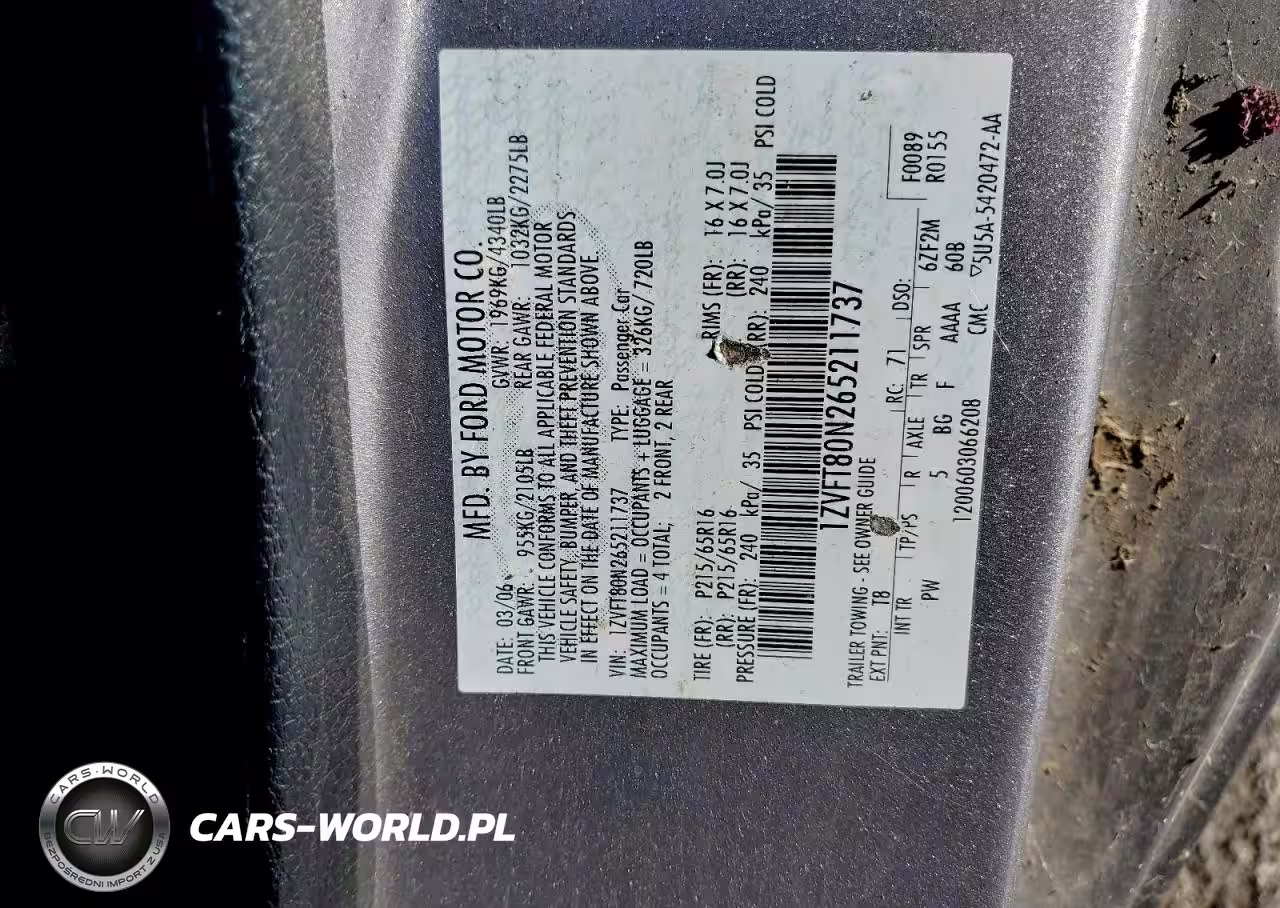 MFD. BY FORD MOTOR CO.
DATE: 03/06 GVWR: 1969KG/4340LB
FRONT GAWR: 955KG/2105LB REAR GAWR: 1032KG/2275LB
THIS VEHICLE CONFORMS TO ALL APPLICABLE FEDERAL MOTOR
VEHICLE SAFETY, BUMPER, AND THEFT PREVENTION STANDARDS
IN EFFECT ON THE DATE OF MANUFACTURE SHOWN ABOVE.
VIN: 1ZVFT80N265211737 TYPE: Passenger Car
MAXIMUM LOAD = OCCUPANTS + LUGGAGE = 326KG/ 720LB
OCCUPANTS = 4 TOTAL; 2 FRONT, 2 REAR
TIRE (FR): P215/65R16 RIMS (FR): 16 X 7.0J
(RR): P215/65R16 (RR): 16 X 7.0J
PRESSURE (FR): 240 kPa/ 35 PSI COLD (RR): 240 kPa/ 35 PSI COLD
1ZVFT80N265211737
TRAILER TOWING - SEE OWNER GUIDE
EXT PNT: T8 RC: 71 DSO: F0089
INT TR TP/PS R AXLE TR SPR 6ZF2M R0155
PW 5 BG F AAAA 60B
1200603066208 CMC ▽5U5A-5420472-AA
CARS-WORLD
CW
BEZPOŚREDNI IMPORT Z USA
CARS-WORLD.PL